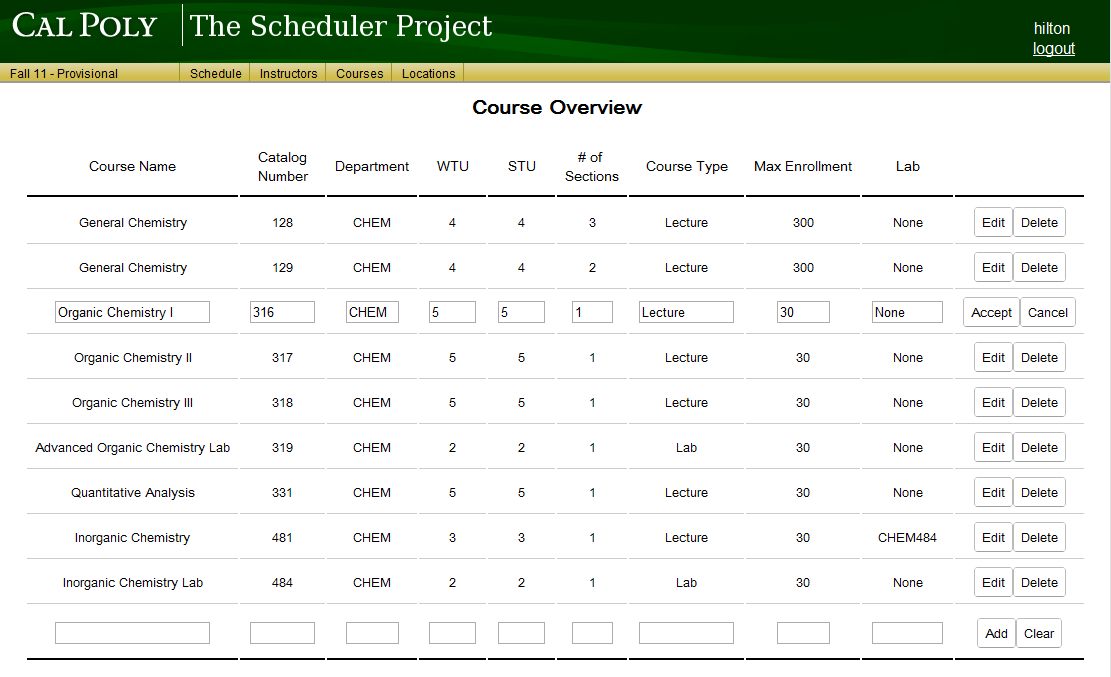 CAL POLY The Scheduler Project
hilton
logout
Fall 11 - Provisional Schedule Instructors Courses Locations
Course Overview
Course Name Catalog Number Department WTU STU # of Sections Course Type Max Enrollment Lab
General Chemistry 128 CHEM 4 4 3 Lecture 300 None Edit Delete
General Chemistry 129 CHEM 4 4 2 Lecture 300 None Edit Delete
Organic Chemistry I 316 CHEM 5 5 1 Lecture 30 None Accept Cancel
Organic Chemistry II 317 CHEM 5 5 1 Lecture 30 None Edit Delete
Organic Chemistry III 318 CHEM 5 5 1 Lecture 30 None Edit Delete
Advanced Organic Chemistry Lab 319 CHEM 2 2 1 Lab 30 None Edit Delete
Quantitative Analysis 331 CHEM 5 5 1 Lecture 30 None Edit Delete
Inorganic Chemistry 481 CHEM 3 3 1 Lecture 30 CHEM484 Edit Delete
Inorganic Chemistry Lab 484 CHEM 2 2 1 Lab 30 None Edit Delete
Add Clear